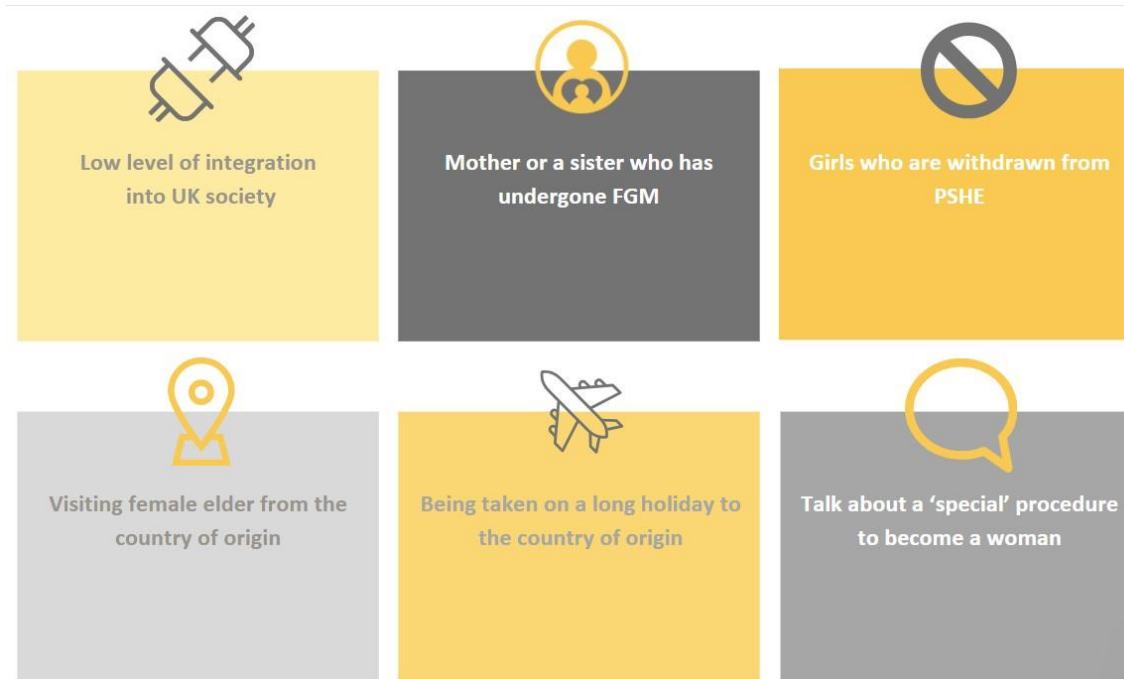 Low level of integration
into UK society
Mother or a sister who has
undergone FGM
Girls who are withdrawn from
PSHE
Visiting female elder from the
country of origin
Being taken on a long holiday to
the country of origin
Talk about a ‘special’ procedure
to become a woman